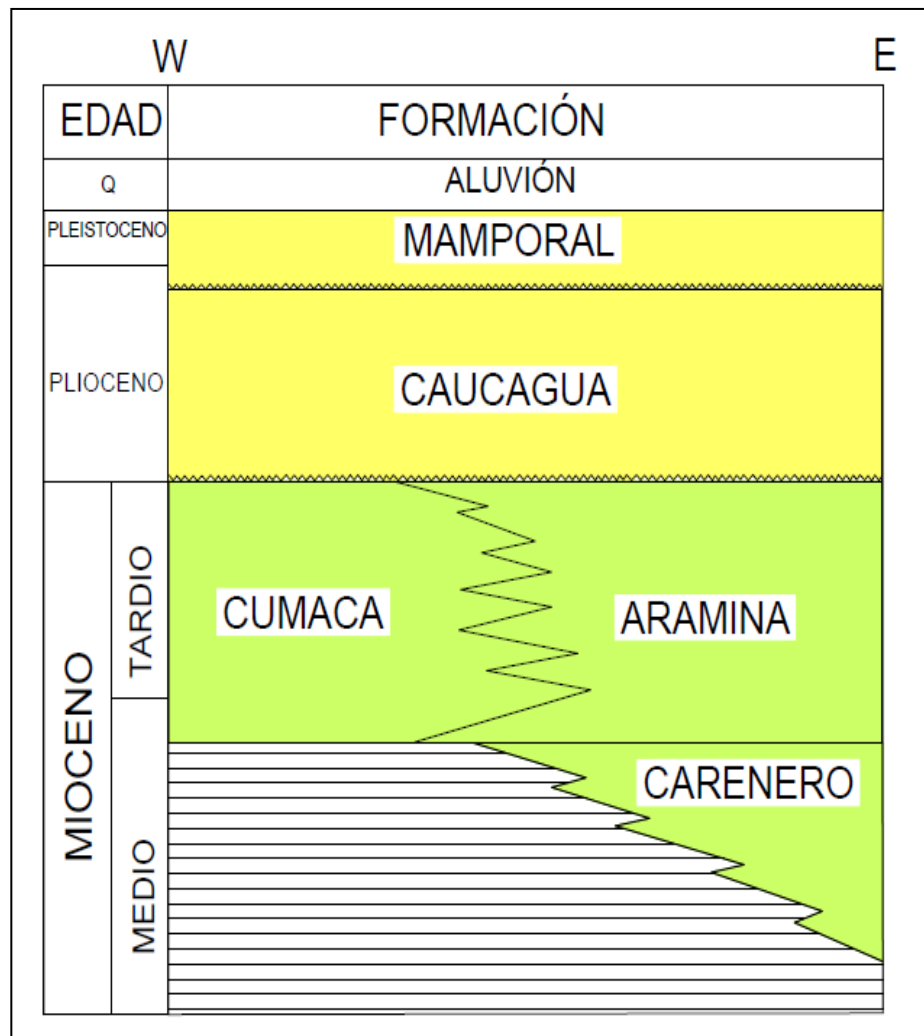 W E
EDAD FORMACIÓN
Q ALUVIÓN
PLEISTOCENO MAMPORAL
PLIOCENO CAUCAGUA
MIOCENO
TARDIO
CUMACA ARAMINA
MEDIO
CARENERO